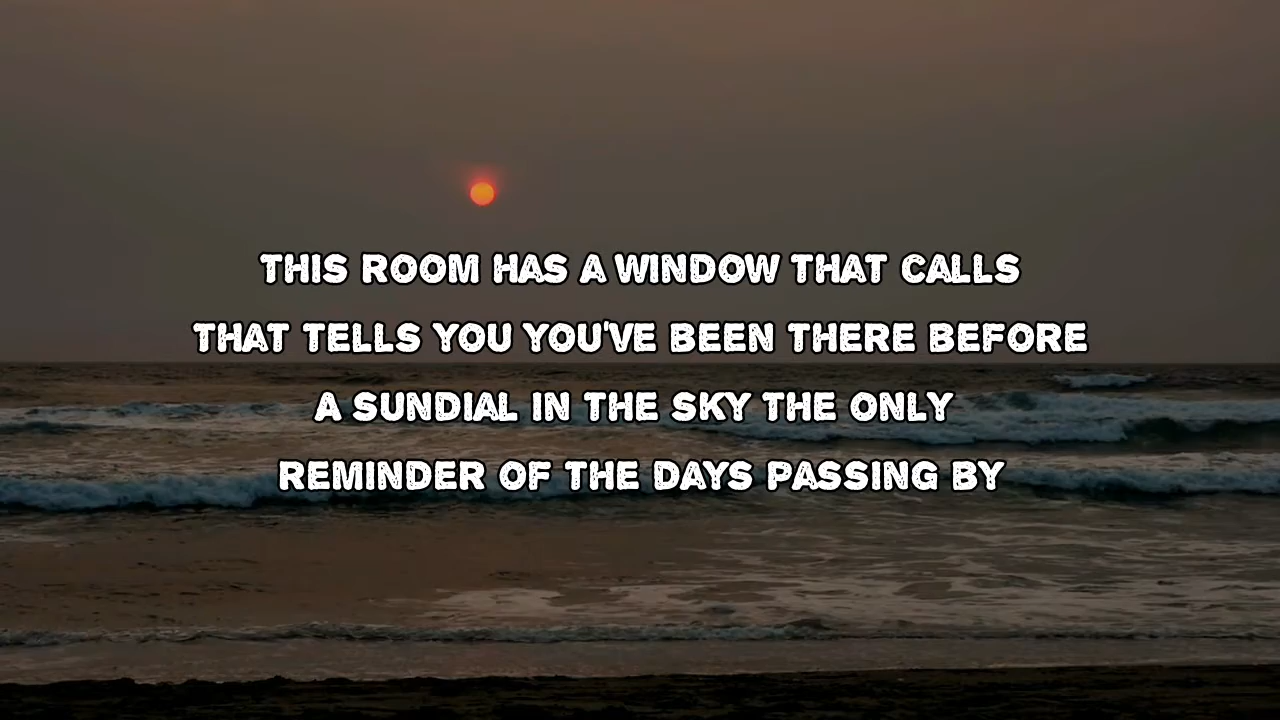 THIS ROOM HAS A WINDOW THAT CALLS
THAT TELLS YOU YOU'VE BEEN THERE BEFORE
A SUNDIAL IN THE SKY THE ONLY
REMINDER OF THE DAYS PASSING BY